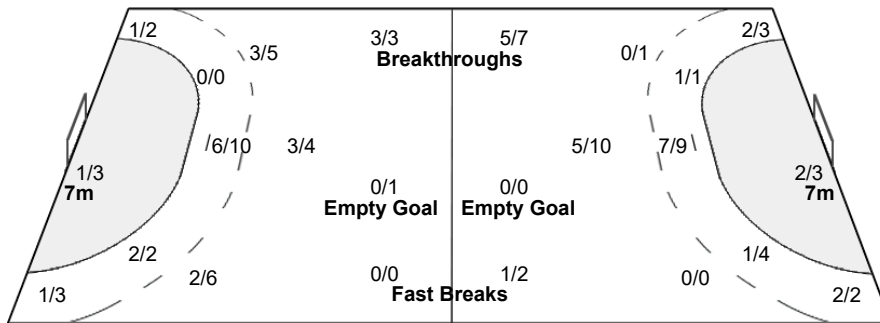 1/2 3/3 5/7 2/3
3/5 0/1
Breakthroughs
0/0 1/1
6/10 3/4 5/10 7/9
1/3 2/3
7m 0/1 0/0 7m
Empty Goal Empty Goal
2/2 1/4
2/6 0/0 1/2 0/0
1/3 Fast Breaks 2/2